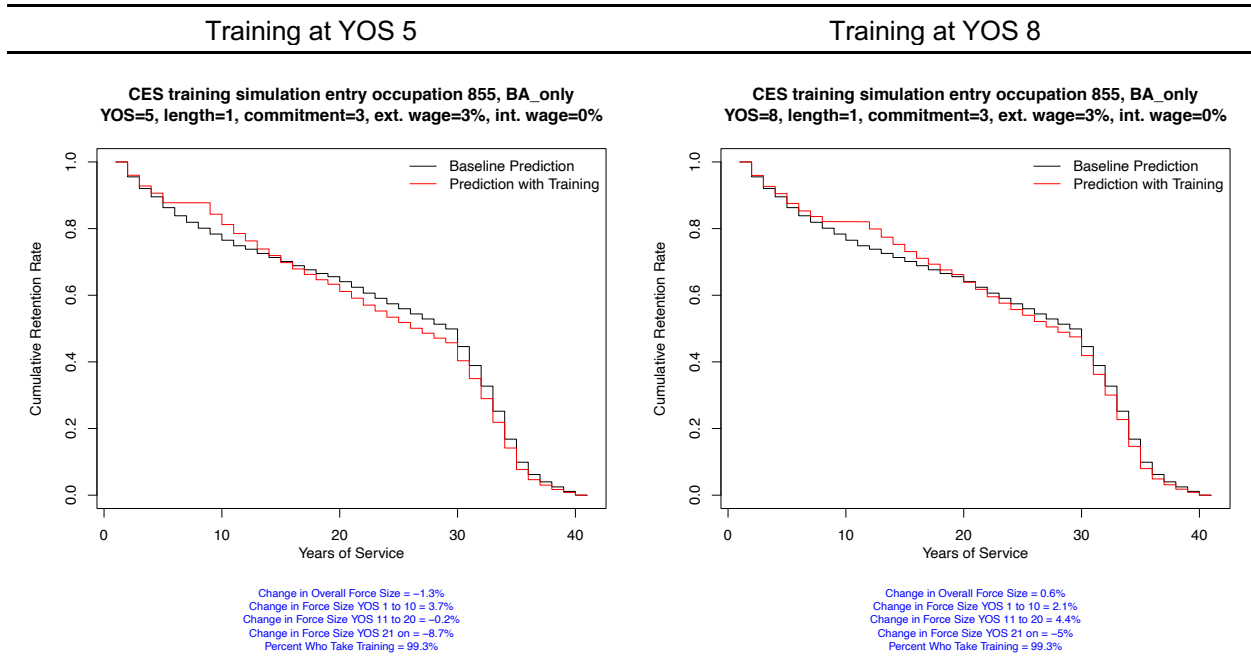 Training at YOS 5
Training at YOS 8
CES training simulation entry occupation 855, BA_only
YOS=5, length=1, commitment=3, ext. wage=3%, int. wage=0%
Baseline Prediction
Prediction with Training
Cumulative Retention Rate
1.0
0.8
0.6
0.4
0.2
0.0
0 10 20 30 40
Years of Service
Change in Overall Force Size = −1.3%
Change in Force Size YOS 1 to 10 = 3.7%
Change in Force Size YOS 11 to 20 = −0.2%
Change in Force Size YOS 21 on = −8.7%
Percent Who Take Training = 99.3%
CES training simulation entry occupation 855, BA_only
YOS=8, length=1, commitment=3, ext. wage=3%, int. wage=0%
Baseline Prediction
Prediction with Training
Cumulative Retention Rate
1.0
0.8
0.6
0.4
0.2
0.0
0 10 20 30 40
Years of Service
Change in Overall Force Size = 0.6%
Change in Force Size YOS 1 to 10 = 2.1%
Change in Force Size YOS 11 to 20 = 4.4%
Change in Force Size YOS 21 on = −5%
Percent Who Take Training = 99.3%